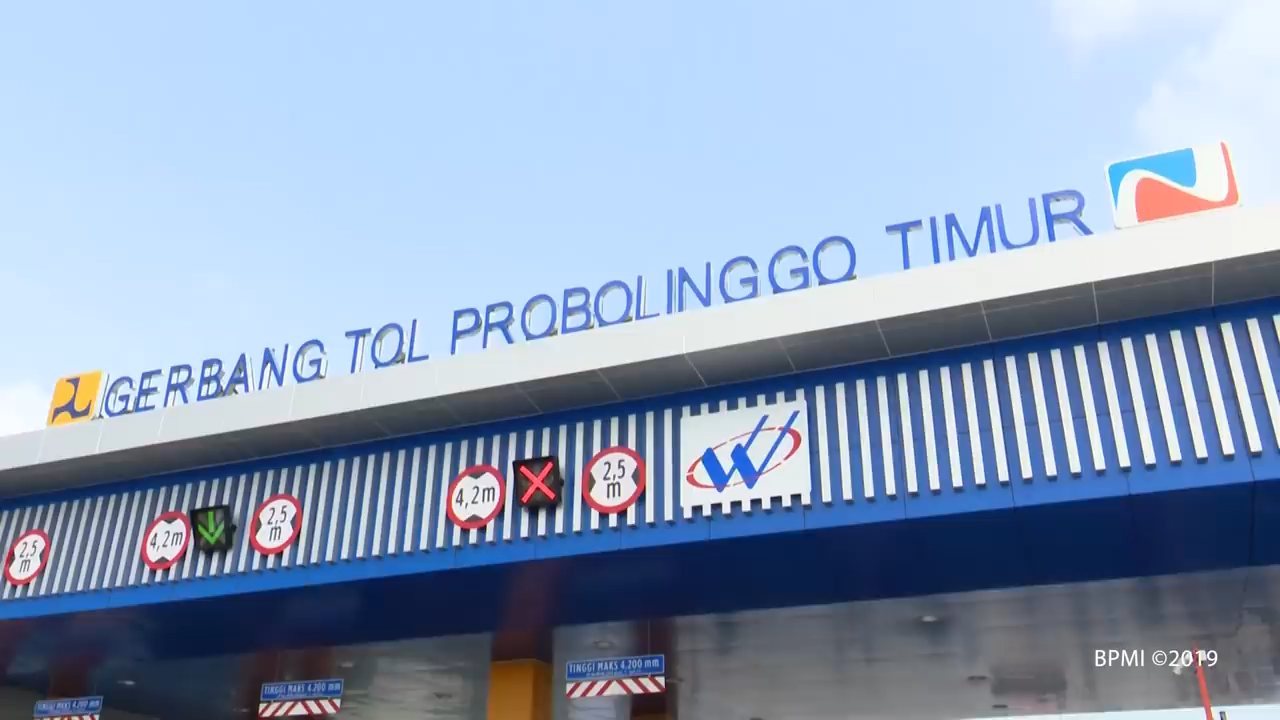 GERBANG TOL PROBOLINGGO TIMUR
2,5
m
4,2m
2,5
m
4,2m
2,5
m
W
TINGGI MAKS 4.200 mm
TINGGI MAKS 4.200 mm
TINGGI MAKS 4.200 mm
BPMI ©2019